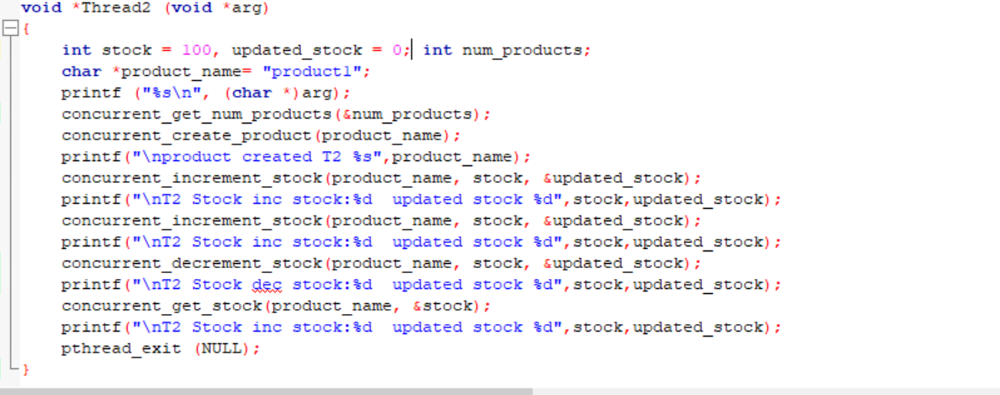 void *Thread2 (void *arg)
{
int stock = 100, updated_stock = 0; int num_products;
char *product_name= "product1";
printf ("%s\n", (char *)arg);
concurrent_get_num_products(&num_products);
concurrent_create_product(product_name);
printf("\nproduct created T2 %s",product_name);
concurrent_increment_stock(product_name, stock, &updated_stock);
printf("\nT2 Stock inc stock:%d  updated stock %d",stock,updated_stock);
concurrent_increment_stock(product_name, stock, &updated_stock);
printf("\nT2 Stock inc stock:%d  updated stock %d",stock,updated_stock);
concurrent_decrement_stock(product_name, stock, &updated_stock);
printf("\nT2 Stock dec stock:%d  updated stock %d",stock,updated_stock);
concurrent_get_stock(product_name, &stock);
printf("\nT2 Stock inc stock:%d  updated stock %d",stock,updated_stock);
pthread_exit (NULL);
}